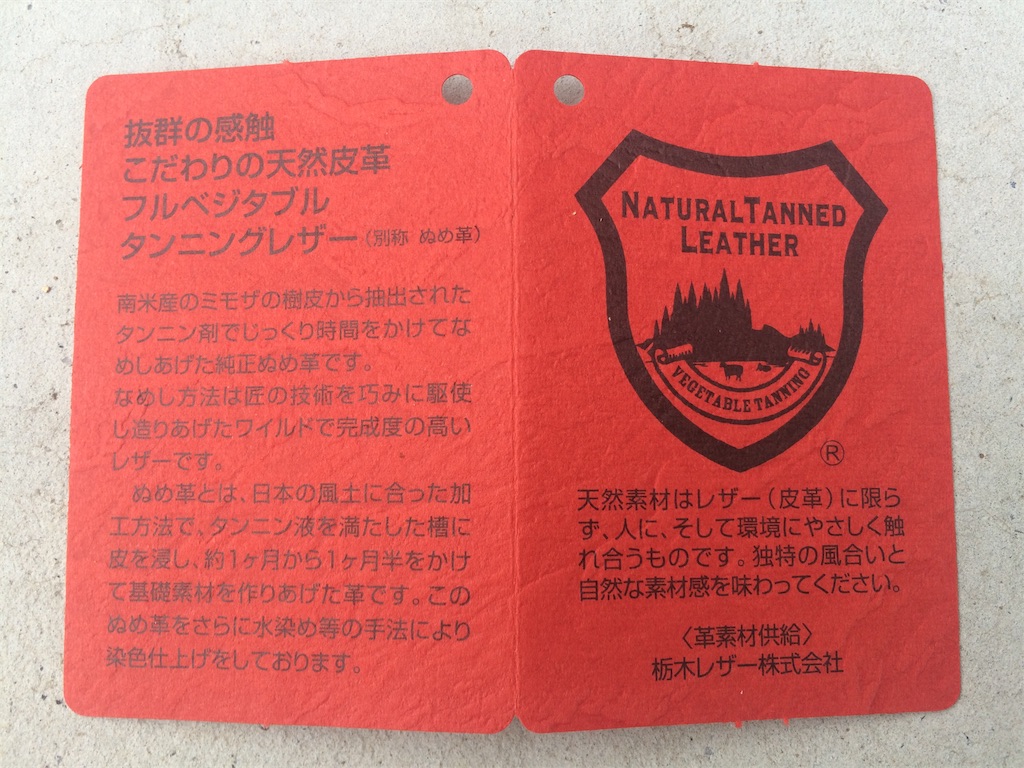 抜群の感触
こだわりの天然皮革
フルベジタブル
タンニングレザー（別称 ぬめ革）
南米産のミモザの樹皮から抽出された
タンニン剤でじっくり時間をかけてな
めしあげた純正ぬめ革です。
なめし方法は匠の技術を巧みに駆使
し造りあげたワイルドで完成度の高い
レザーです。
ぬめ革とは、日本の風土に合った加
工方法で、タンニン液を満たした槽に
皮を浸し、約1ヶ月から1ヶ月半をかけ
て基礎素材を作りあげた革です。この
ぬめ革をさらに水染め等の手法により
染色仕上げをしております。
NATURALTANNED
LEATHER
VEGETABLE TANNING
®
天然素材はレザー（皮革）に限ら
ず、人に、そして環境にやさしく触
れ合うものです。独特の風合いと
自然な素材感を味わってください。
〈革素材供給〉
栃木レザー株式会社